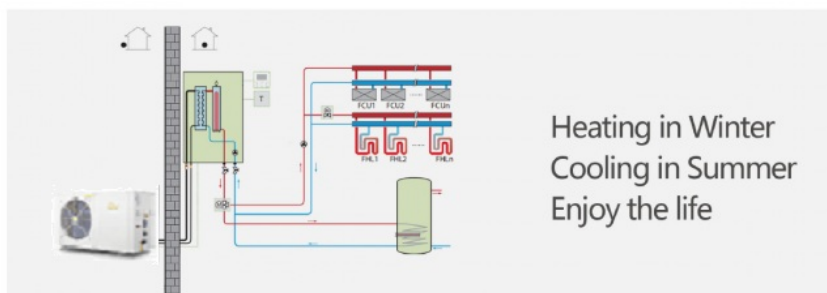 T
FCU1 FCU2 FCUn
FHL1 FHL2 FHLn
Heating in Winter
Cooling in Summer
Enjoy the life